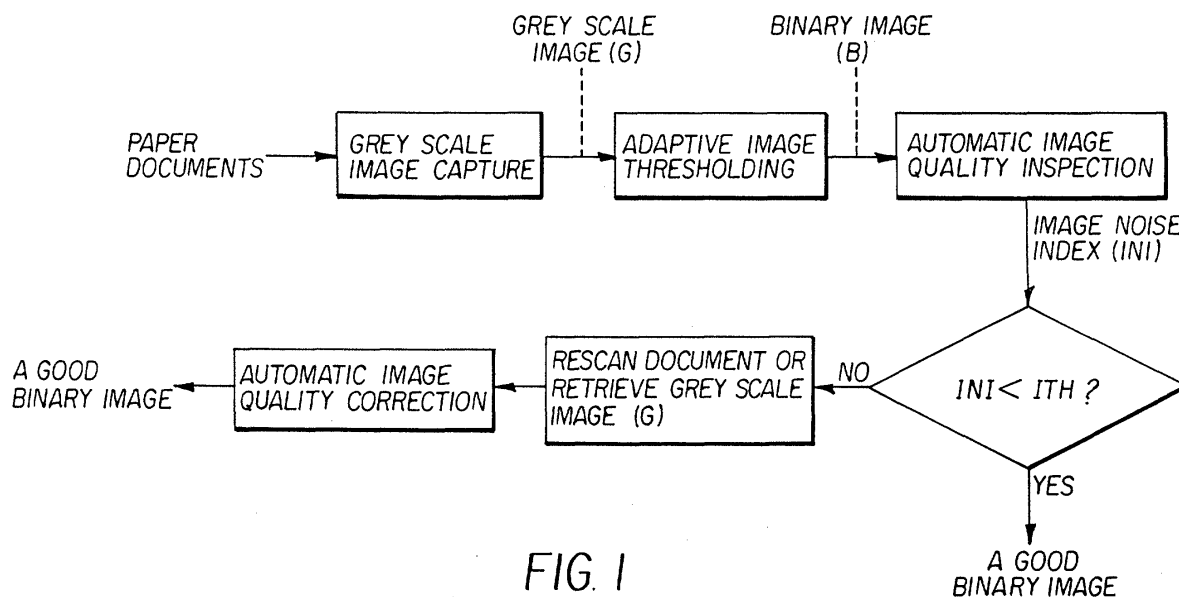 GREY SCALE
IMAGE (G)
BINARY IMAGE
(B)
PAPER
DOCUMENTS
GREY SCALE
IMAGE CAPTURE
ADAPTIVE IMAGE
THRESHOLDING
AUTOMATIC IMAGE
QUALITY INSPECTION
IMAGE NOISE
INDEX (INI)
INI < ITH ?
NO
RESCAN DOCUMENT OR
RETRIEVE GREY SCALE
IMAGE (G)
AUTOMATIC IMAGE
QUALITY CORRECTION
A GOOD
BINARY IMAGE
YES
A GOOD
BINARY IMAGE
FIG. 1